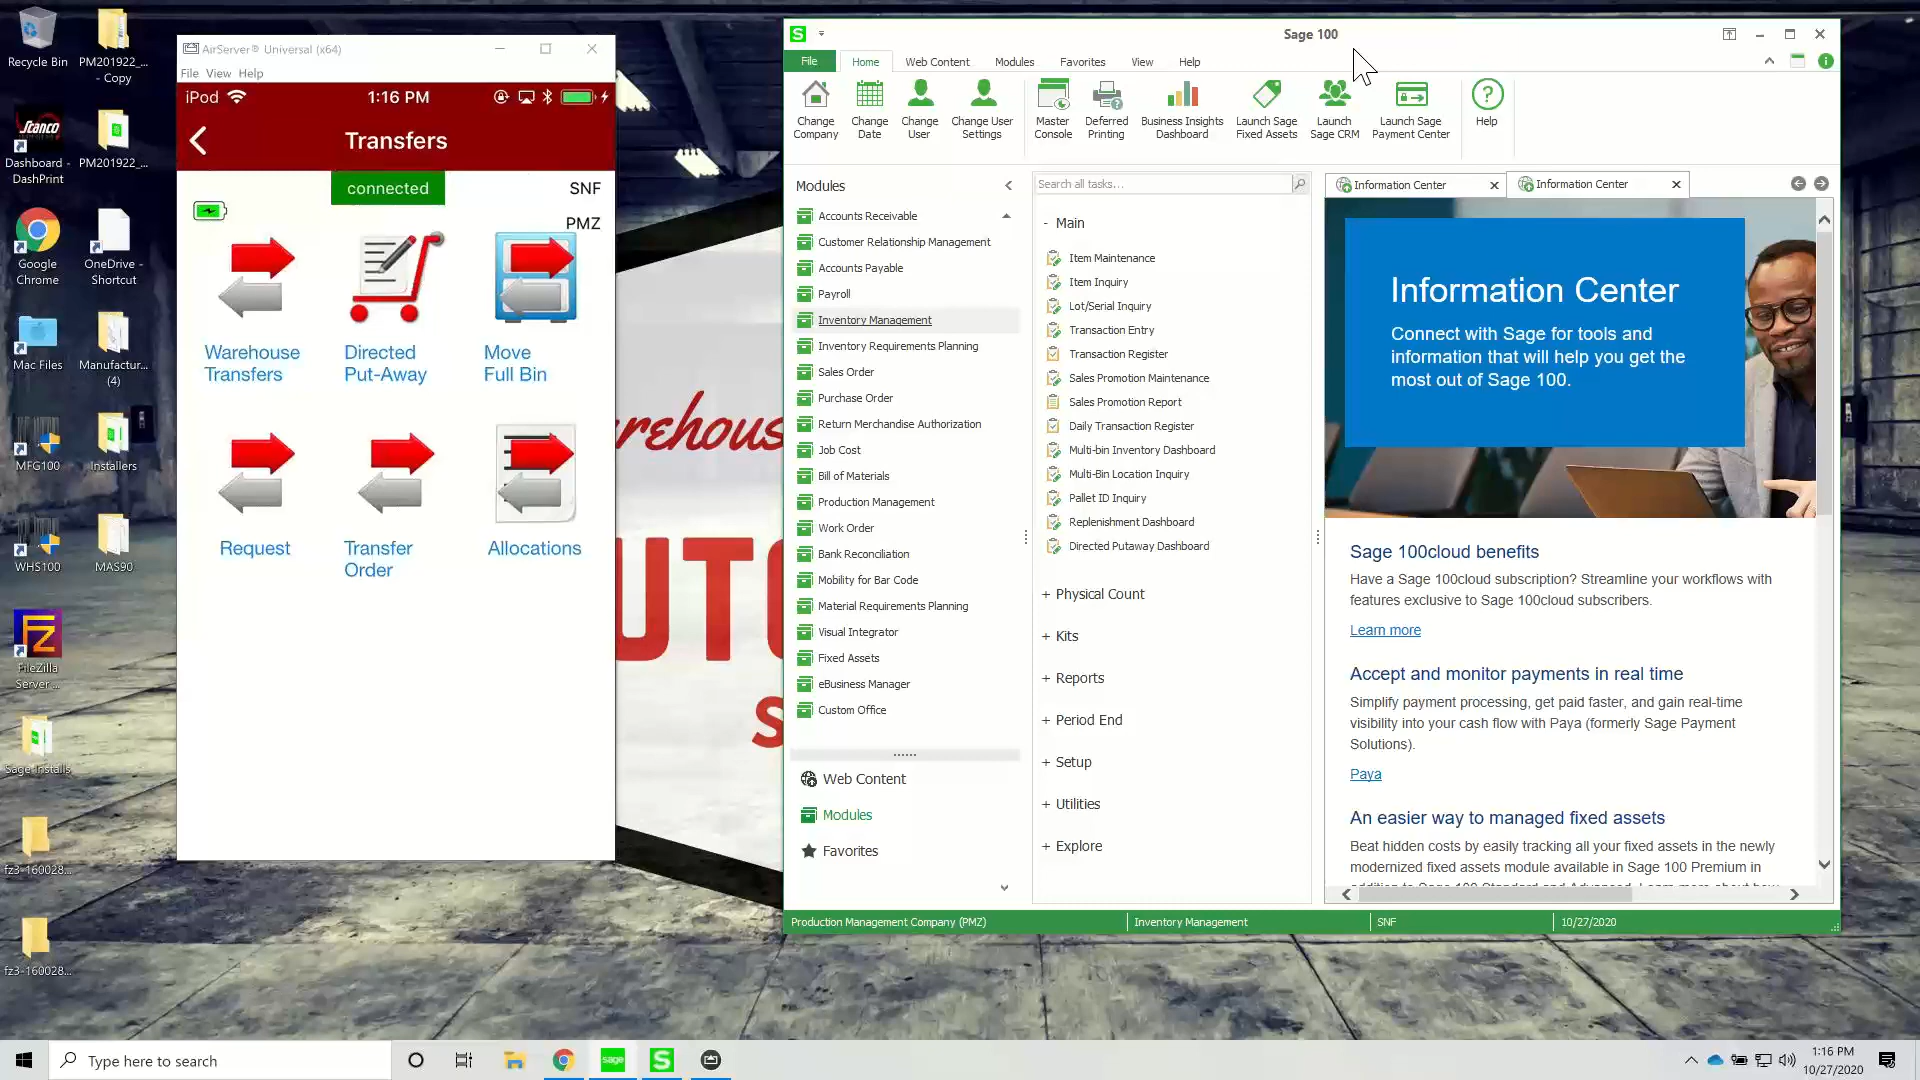 Recycle Bin
PM201922_...
- Copy
Scanco
Dashboard -
DashPrint
PM201922_...
Google
Chrome
OneDrive -
Shortcut
Mac Files
Manufactur...
(4)
MFG100
Installers
WHS100
MAS90
FileZilla
Server ...
Sage Installs
fz3-160028...
fz3-160028...
AirServer® Universal (x64)
File View Help
iPod
1:16 PM
Transfers
connected
SNF
PMZ
Warehouse
Transfers
Directed
Put-Away
Move
Full Bin
Request
Transfer
Order
Allocations
Sage 100
File
Home
Web Content
Modules
Favorites
View
Help
Change
Company
Change
Date
Change
User
Change User
Settings
Master
Console
Deferred
Printing
Business Insights
Dashboard
Launch Sage
Fixed Assets
Launch
Sage CRM
Launch Sage
Payment Center
Help
Modules
Accounts Receivable
Customer Relationship Management
Accounts Payable
Payroll
Inventory Management
Inventory Requirements Planning
Sales Order
Purchase Order
Return Merchandise Authorization
Job Cost
Bill of Materials
Production Management
Work Order
Bank Reconciliation
Mobility for Bar Code
Material Requirements Planning
Visual Integrator
Fixed Assets
eBusiness Manager
Custom Office
Web Content
Modules
Favorites
Search all tasks...
- Main
Item Maintenance
Item Inquiry
Lot/Serial Inquiry
Transaction Entry
Transaction Register
Sales Promotion Maintenance
Sales Promotion Report
Daily Transaction Register
Multi-bin Inventory Dashboard
Multi-Bin Location Inquiry
Pallet ID Inquiry
Replenishment Dashboard
Directed Putaway Dashboard
+ Physical Count
+ Kits
+ Reports
+ Period End
+ Setup
+ Utilities
+ Explore
Information Center
Information Center
Information Center
Connect with Sage for tools and
information that will help you get the
most out of Sage 100.
Sage 100cloud benefits
Have a Sage 100cloud subscription? Streamline your workflows with
features exclusive to Sage 100cloud subscribers.
Learn more
Accept and monitor payments in real time
Simplify payment processing, get paid faster, and gain real-time
visibility into your cash flow with Paya (formerly Sage Payment
Solutions).
Paya
An easier way to managed fixed assets
Beat hidden costs by easily tracking all your fixed assets in the newly
modernized fixed assets module available in Sage 100 Premium in
Production Management Company (PMZ)
Inventory Management
SNF
10/27/2020
Type here to search
sage
1:16 PM
10/27/2020